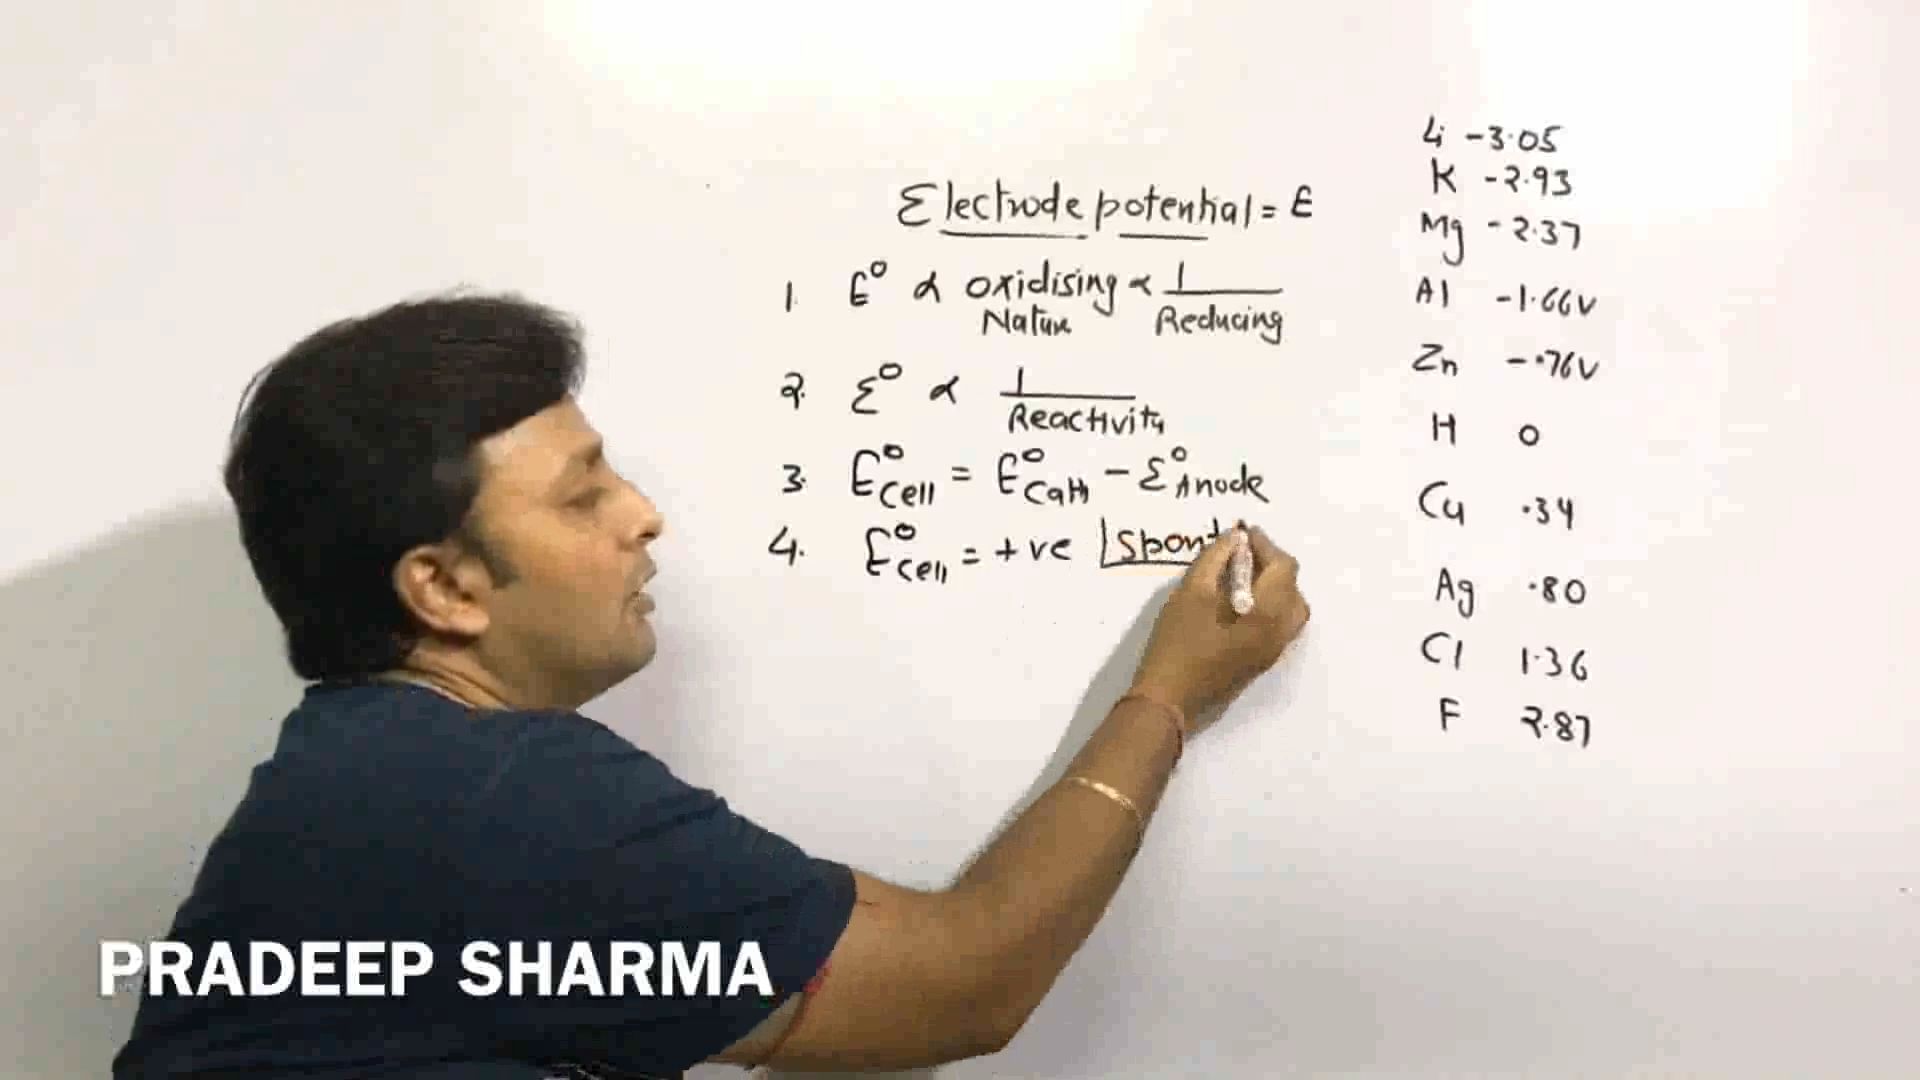 Electrode potential = E
1. E° ∝ oxidising Nature ∝ 1 / Reducing
2. E° ∝ 1 / Reactivity
3. E°cell = E°Cath - E°Anode
4. E°cell = +ve | Spont
Li -3.05
K -2.93
Mg -2.37
Al -1.66V
Zn -.76V
H 0
Cu .34
Ag .80
Cl 1.36
F 2.87
PRADEEP SHARMA